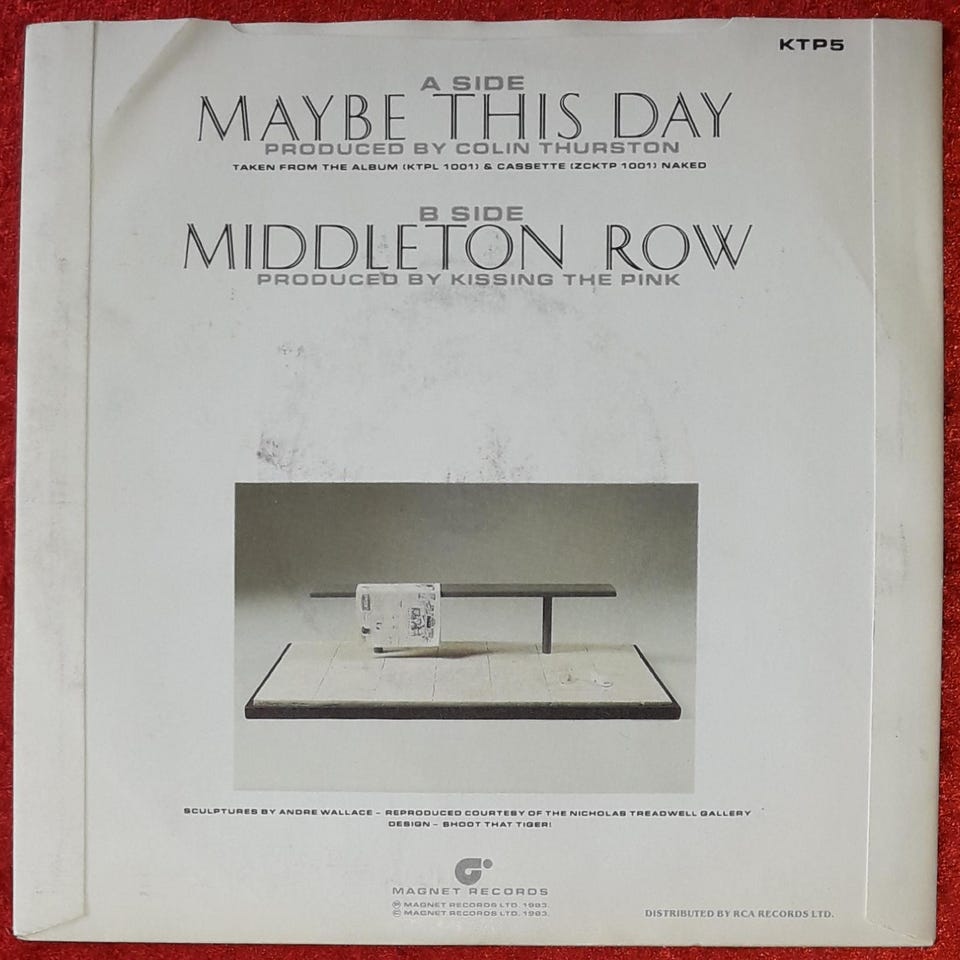 KTP5
A SIDE
MAYBE THIS DAY
PRODUCED BY COLIN THURSTON
TAKEN FROM THE ALBUM (KTPL 1001) & CASSETTE (ZCKTP 1001) NAKED
B SIDE
MIDDLETON ROW
PRODUCED BY KISSING THE PINK
SCULPTURES BY ANDRE WALLACE – REPRODUCED COURTESY OF THE NICHOLAS TREADWELL GALLERY
DESIGN – SHOOT THAT TIGER!
MAGNET RECORDS
℗ MAGNET RECORDS LTD. 1983.
© MAGNET RECORDS LTD. 1983.
DISTRIBUTED BY RCA RECORDS LTD.